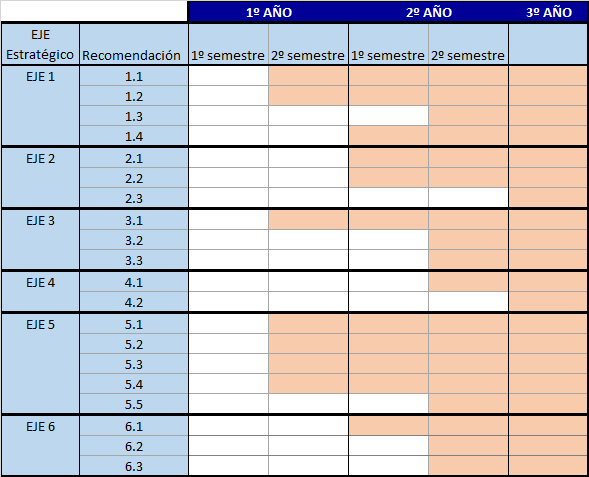 1º AÑO 2º AÑO 3º AÑO
EJE
Estratégico Recomendación 1º semestre 2º semestre 1º semestre 2º semestre
EJE 1 1.1
1.2
1.3
1.4
EJE 2 2.1
2.2
2.3
EJE 3 3.1
3.2
3.3
EJE 4 4.1
4.2
EJE 5 5.1
5.2
5.3
5.4
5.5
EJE 6 6.1
6.2
6.3